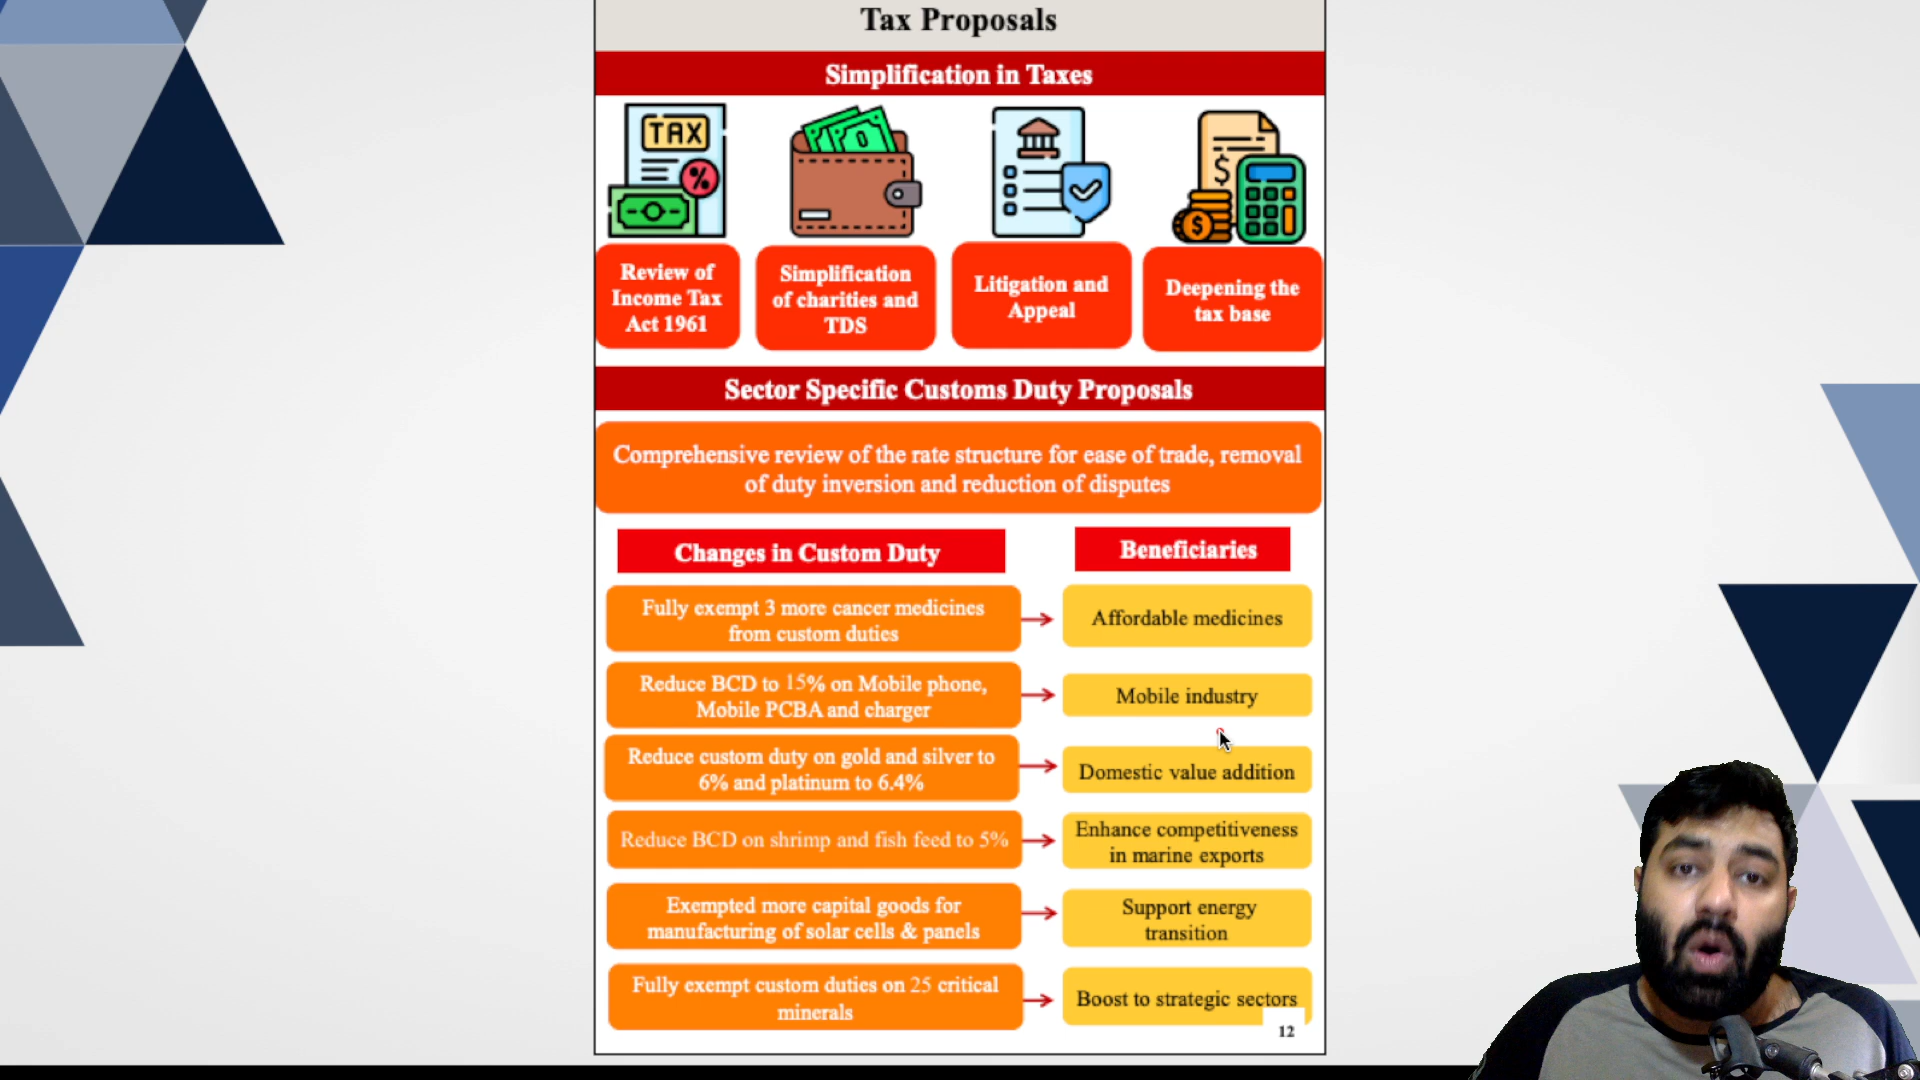 Tax Proposals
Simplification in Taxes
TAX
%
$
$
Review of
Income Tax
Act 1961
Simplification
of charities and
TDS
Litigation and
Appeal
Deepening the
tax base
Sector Specific Customs Duty Proposals
Comprehensive review of the rate structure for ease of trade, removal
of duty inversion and reduction of disputes
Changes in Custom Duty
Beneficiaries
Fully exempt 3 more cancer medicines
from custom duties
Affordable medicines
Reduce BCD to 15% on Mobile phone,
Mobile PCBA and charger
Mobile industry
Reduce custom duty on gold and silver to
6% and platinum to 6.4%
Domestic value addition
Reduce BCD on shrimp and fish feed to 5%
Enhance competitiveness
in marine exports
Exempted more capital goods for
manufacturing of solar cells & panels
Support energy
transition
Fully exempt custom duties on 25 critical
minerals
Boost to strategic sectors
12